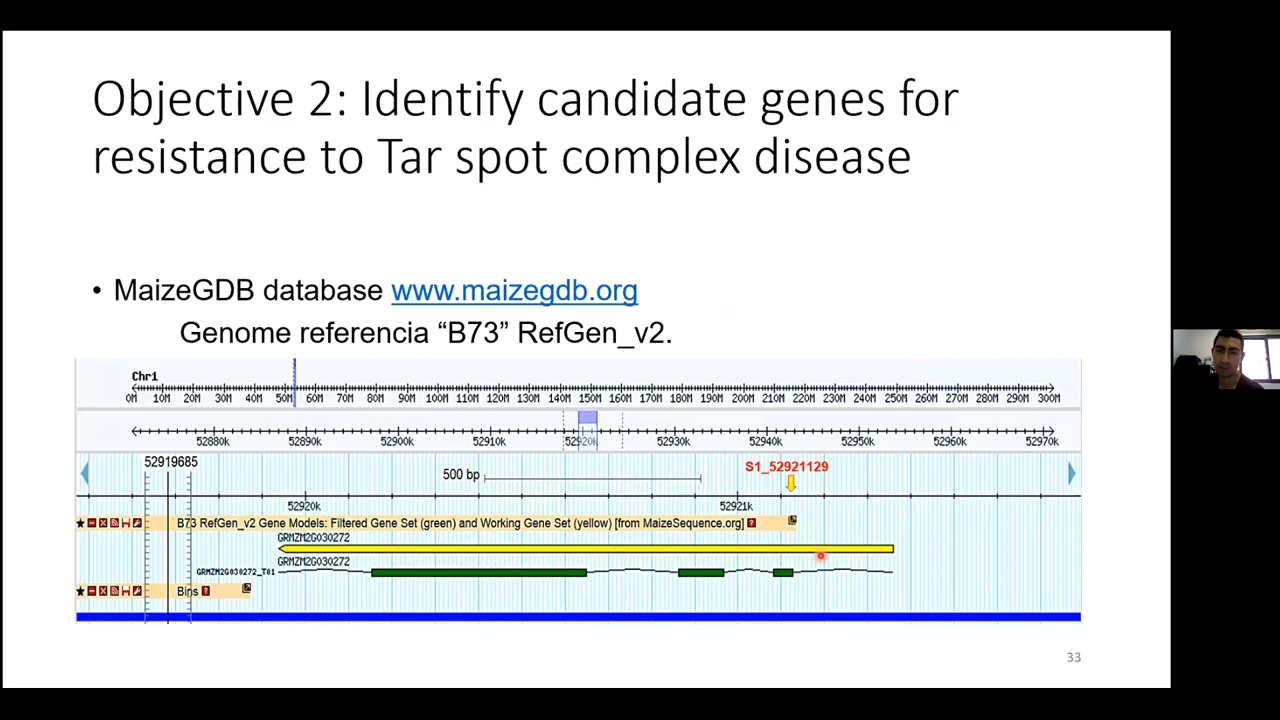 Objective 2: Identify candidate genes for
resistance to Tar spot complex disease
• MaizeGDB database www.maizegdb.org
Genome referencia “B73” RefGen_v2.
Chr1
0M 10M 20M 30M 40M 50M 60M 70M 80M 90M 100M 110M 120M 130M 140M 150M 160M 170M 180M 190M 200M 210M 220M 230M 240M 250M 260M 270M 280M 290M 300M
52880k 52890k 52900k 52910k 52920k 52930k 52940k 52950k 52960k 52970k
52919685
500 bp
S1_52921129
52920k 52921k
B73 RefGen_v2 Gene Models: Filtered Gene Set (green) and Working Gene Set (yellow) [from MaizeSequence.org]
GRMZM2G030272
GRMZM2G030272
GRMZM2G030272_T01
Bins
33